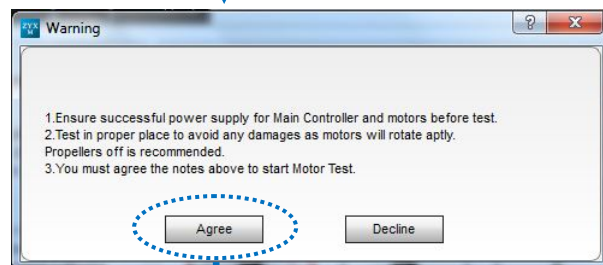 ZYX
M
Warning
?
X
1.Ensure successful power supply for Main Controller and motors before test.
2.Test in proper place to avoid any damages as motors will rotate aptly.
Propellers off is recommended.
3.You must agree the notes above to start Motor Test.
Agree
Decline